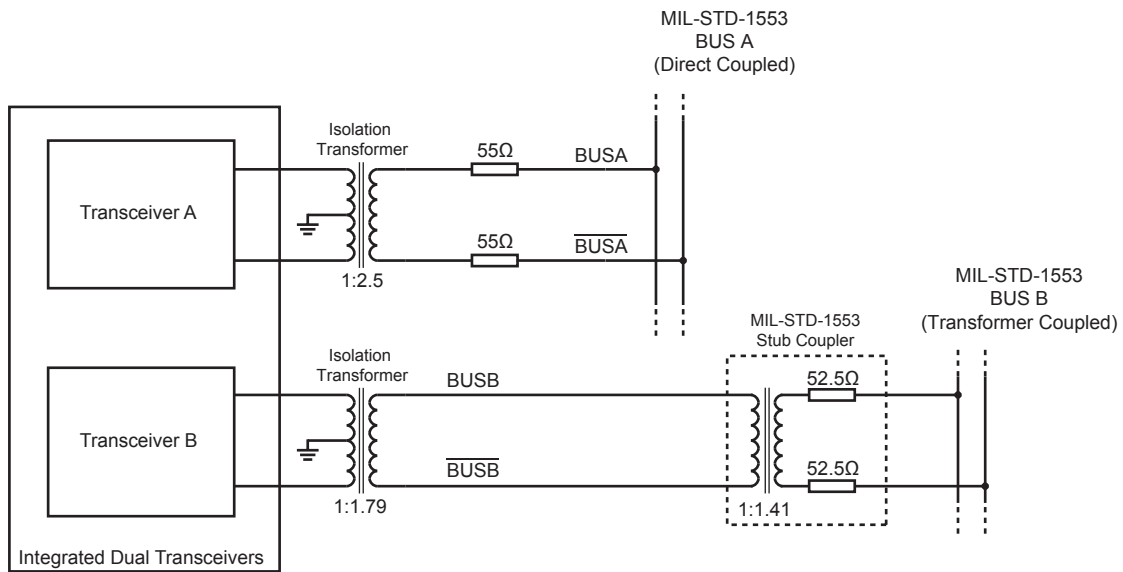 MIL-STD-1553
BUS A
(Direct Coupled)
Isolation
Transformer
55Ω
BUSA
Transceiver A
55Ω
B̅U̅S̅A̅
1:2.5
MIL-STD-1553
BUS B
(Transformer Coupled)
MIL-STD-1553
Stub Coupler
Isolation
Transformer
BUSB
52.5Ω
Transceiver B
B̅U̅S̅B̅
52.5Ω
1:1.79
1:1.41
Integrated Dual Transceivers